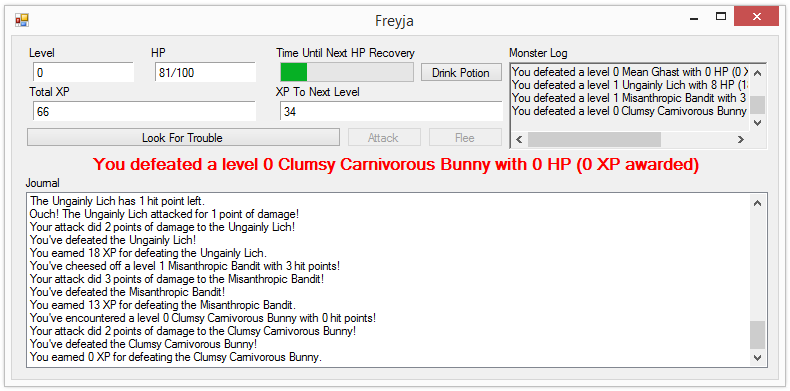 Freyja
Level
HP
Time Until Next HP Recovery
Monster Log
0
81/100
Drink Potion
You defeated a level 0 Mean Ghast with 0 HP (0 X
You defeated a level 1 Ungainly Lich with 8 HP (18
You defeated a level 1 Misanthropic Bandit with 3
You defeated a level 0 Clumsy Carnivorous Bunny
Total XP
XP To Next Level
66
34
Look For Trouble
Attack
Flee
You defeated a level 0 Clumsy Carnivorous Bunny with 0 HP (0 XP awarded)
Journal
The Ungainly Lich has 1 hit point left.
Ouch! The Ungainly Lich attacked for 1 point of damage!
Your attack did 2 points of damage to the Ungainly Lich!
You've defeated the Ungainly Lich!
You earned 18 XP for defeating the Ungainly Lich.
You've cheesed off a level 1 Misanthropic Bandit with 3 hit points!
Your attack did 3 points of damage to the Misanthropic Bandit!
You've defeated the Misanthropic Bandit!
You earned 13 XP for defeating the Misanthropic Bandit.
You've encountered a level 0 Clumsy Carnivorous Bunny with 0 hit points!
Your attack did 2 points of damage to the Clumsy Carnivorous Bunny!
You've defeated the Clumsy Carnivorous Bunny!
You earned 0 XP for defeating the Clumsy Carnivorous Bunny.